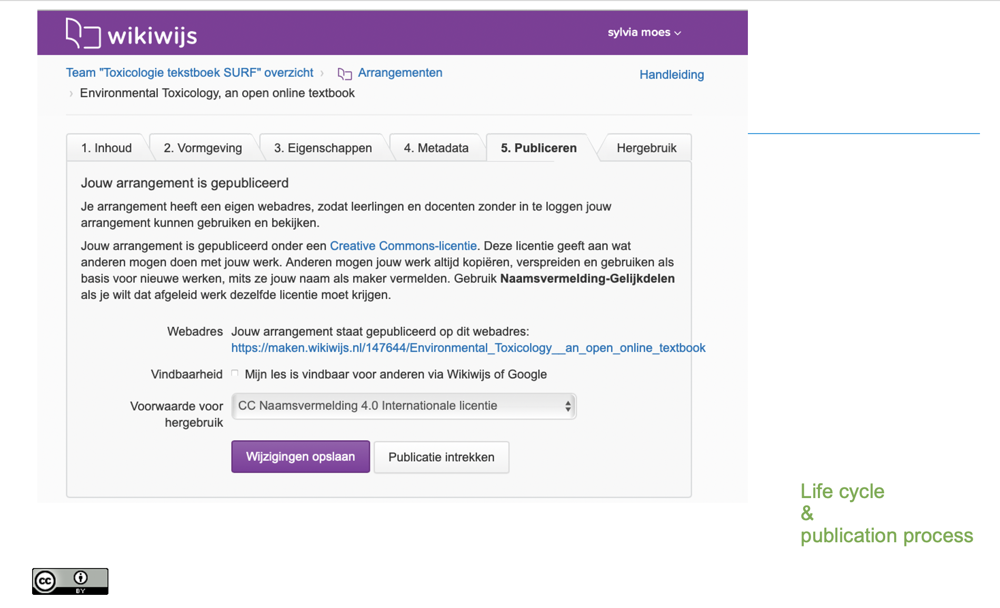 wikiwijs
sylvia moes
Team "Toxicologie tekstboek SURF" overzicht › Arrangementen
Handleiding
› Environmental Toxicology, an open online textbook
1. Inhoud
2. Vormgeving
3. Eigenschappen
4. Metadata
5. Publiceren
Hergebruik
Jouw arrangement is gepubliceerd
Je arrangement heeft een eigen webadres, zodat leerlingen en docenten zonder in te loggen jouw
arrangement kunnen gebruiken en bekijken.
Jouw arrangement is gepubliceerd onder een Creative Commons-licentie. Deze licentie geeft aan wat
anderen mogen doen met jouw werk. Anderen mogen jouw werk altijd kopiëren, verspreiden en gebruiken als
basis voor nieuwe werken, mits ze jouw naam als maker vermelden. Gebruik Naamsvermelding-Gelijkdelen
als je wilt dat afgeleid werk dezelfde licentie moet krijgen.
Webadres Jouw arrangement staat gepubliceerd op dit webadres:
https://maken.wikiwijs.nl/147644/Environmental_Toxicology__an_open_online_textbook
Vindbaarheid Mijn les is vindbaar voor anderen via Wikiwijs of Google
Voorwaarde voor
hergebruik
CC Naamsvermelding 4.0 Internationale licentie
Wijzigingen opslaan
Publicatie intrekken
Life cycle
&
publication process
cc
BY